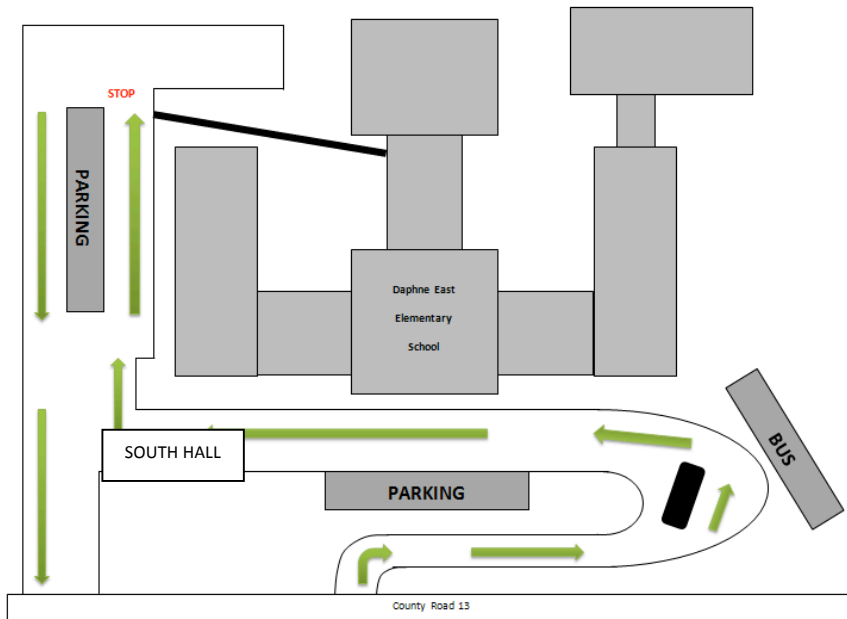 STOP
PARKING
Daphne East
Elementary
School
SOUTH HALL
BUS
PARKING
County Road 13